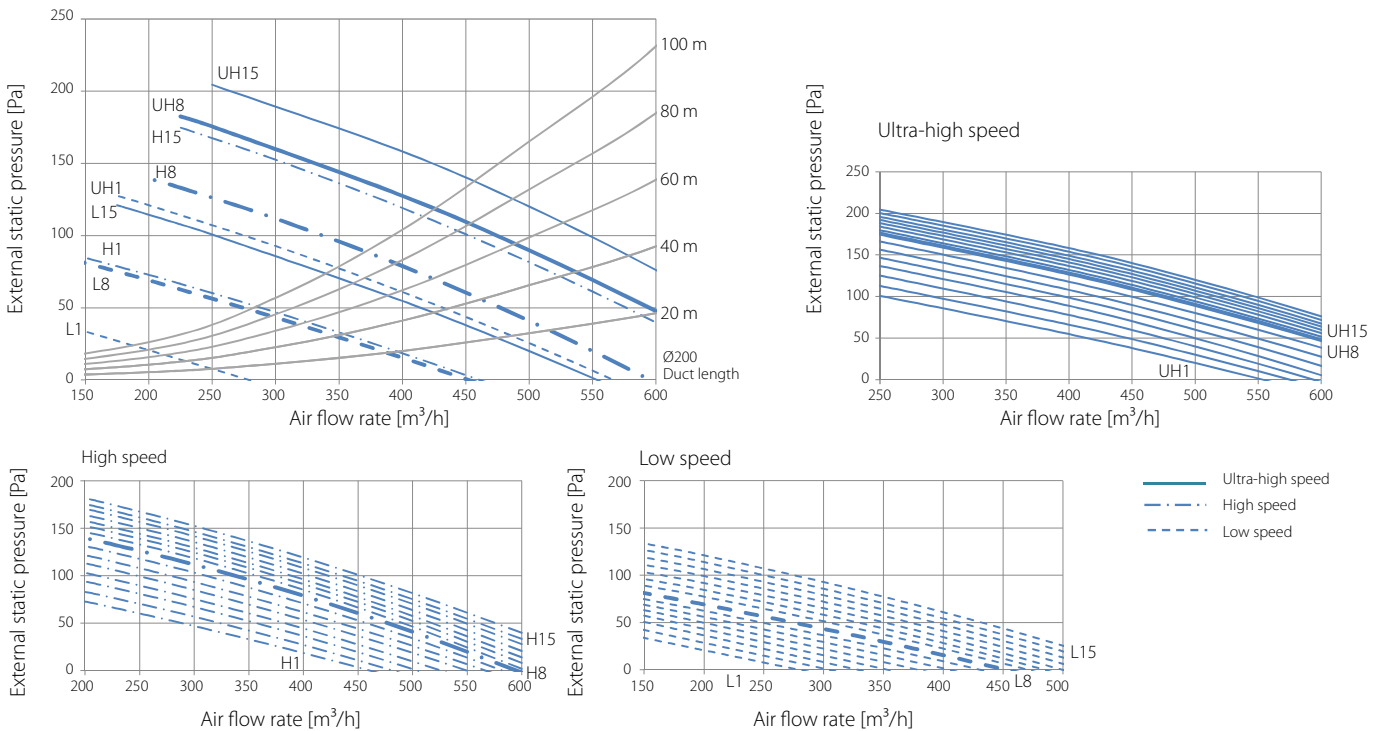 250
200
150
100
50
0
External static pressure [Pa]
UH15
UH8
H15
H8
UH1
L15
H1
L8
L1
100 m
80 m
60 m
40 m
20 m
Ø200
Duct length
150 200 250 300 350 400 450 500 550 600
Air flow rate [m³/h]
Ultra-high speed
External static pressure [Pa]
250
200
150
100
50
0
UH15
UH8
UH1
250 300 350 400 450 500 550 600
Air flow rate [m³/h]
High speed
External static pressure [Pa]
200
150
100
50
0
H15
H8
H1
200 250 300 350 400 450 500 550 600
Air flow rate [m³/h]
Low speed
External static pressure [Pa]
200
150
100
50
0
L15
L1
L8
150 200 250 300 350 400 450 500
Air flow rate [m³/h]
Ultra-high speed
High speed
Low speed